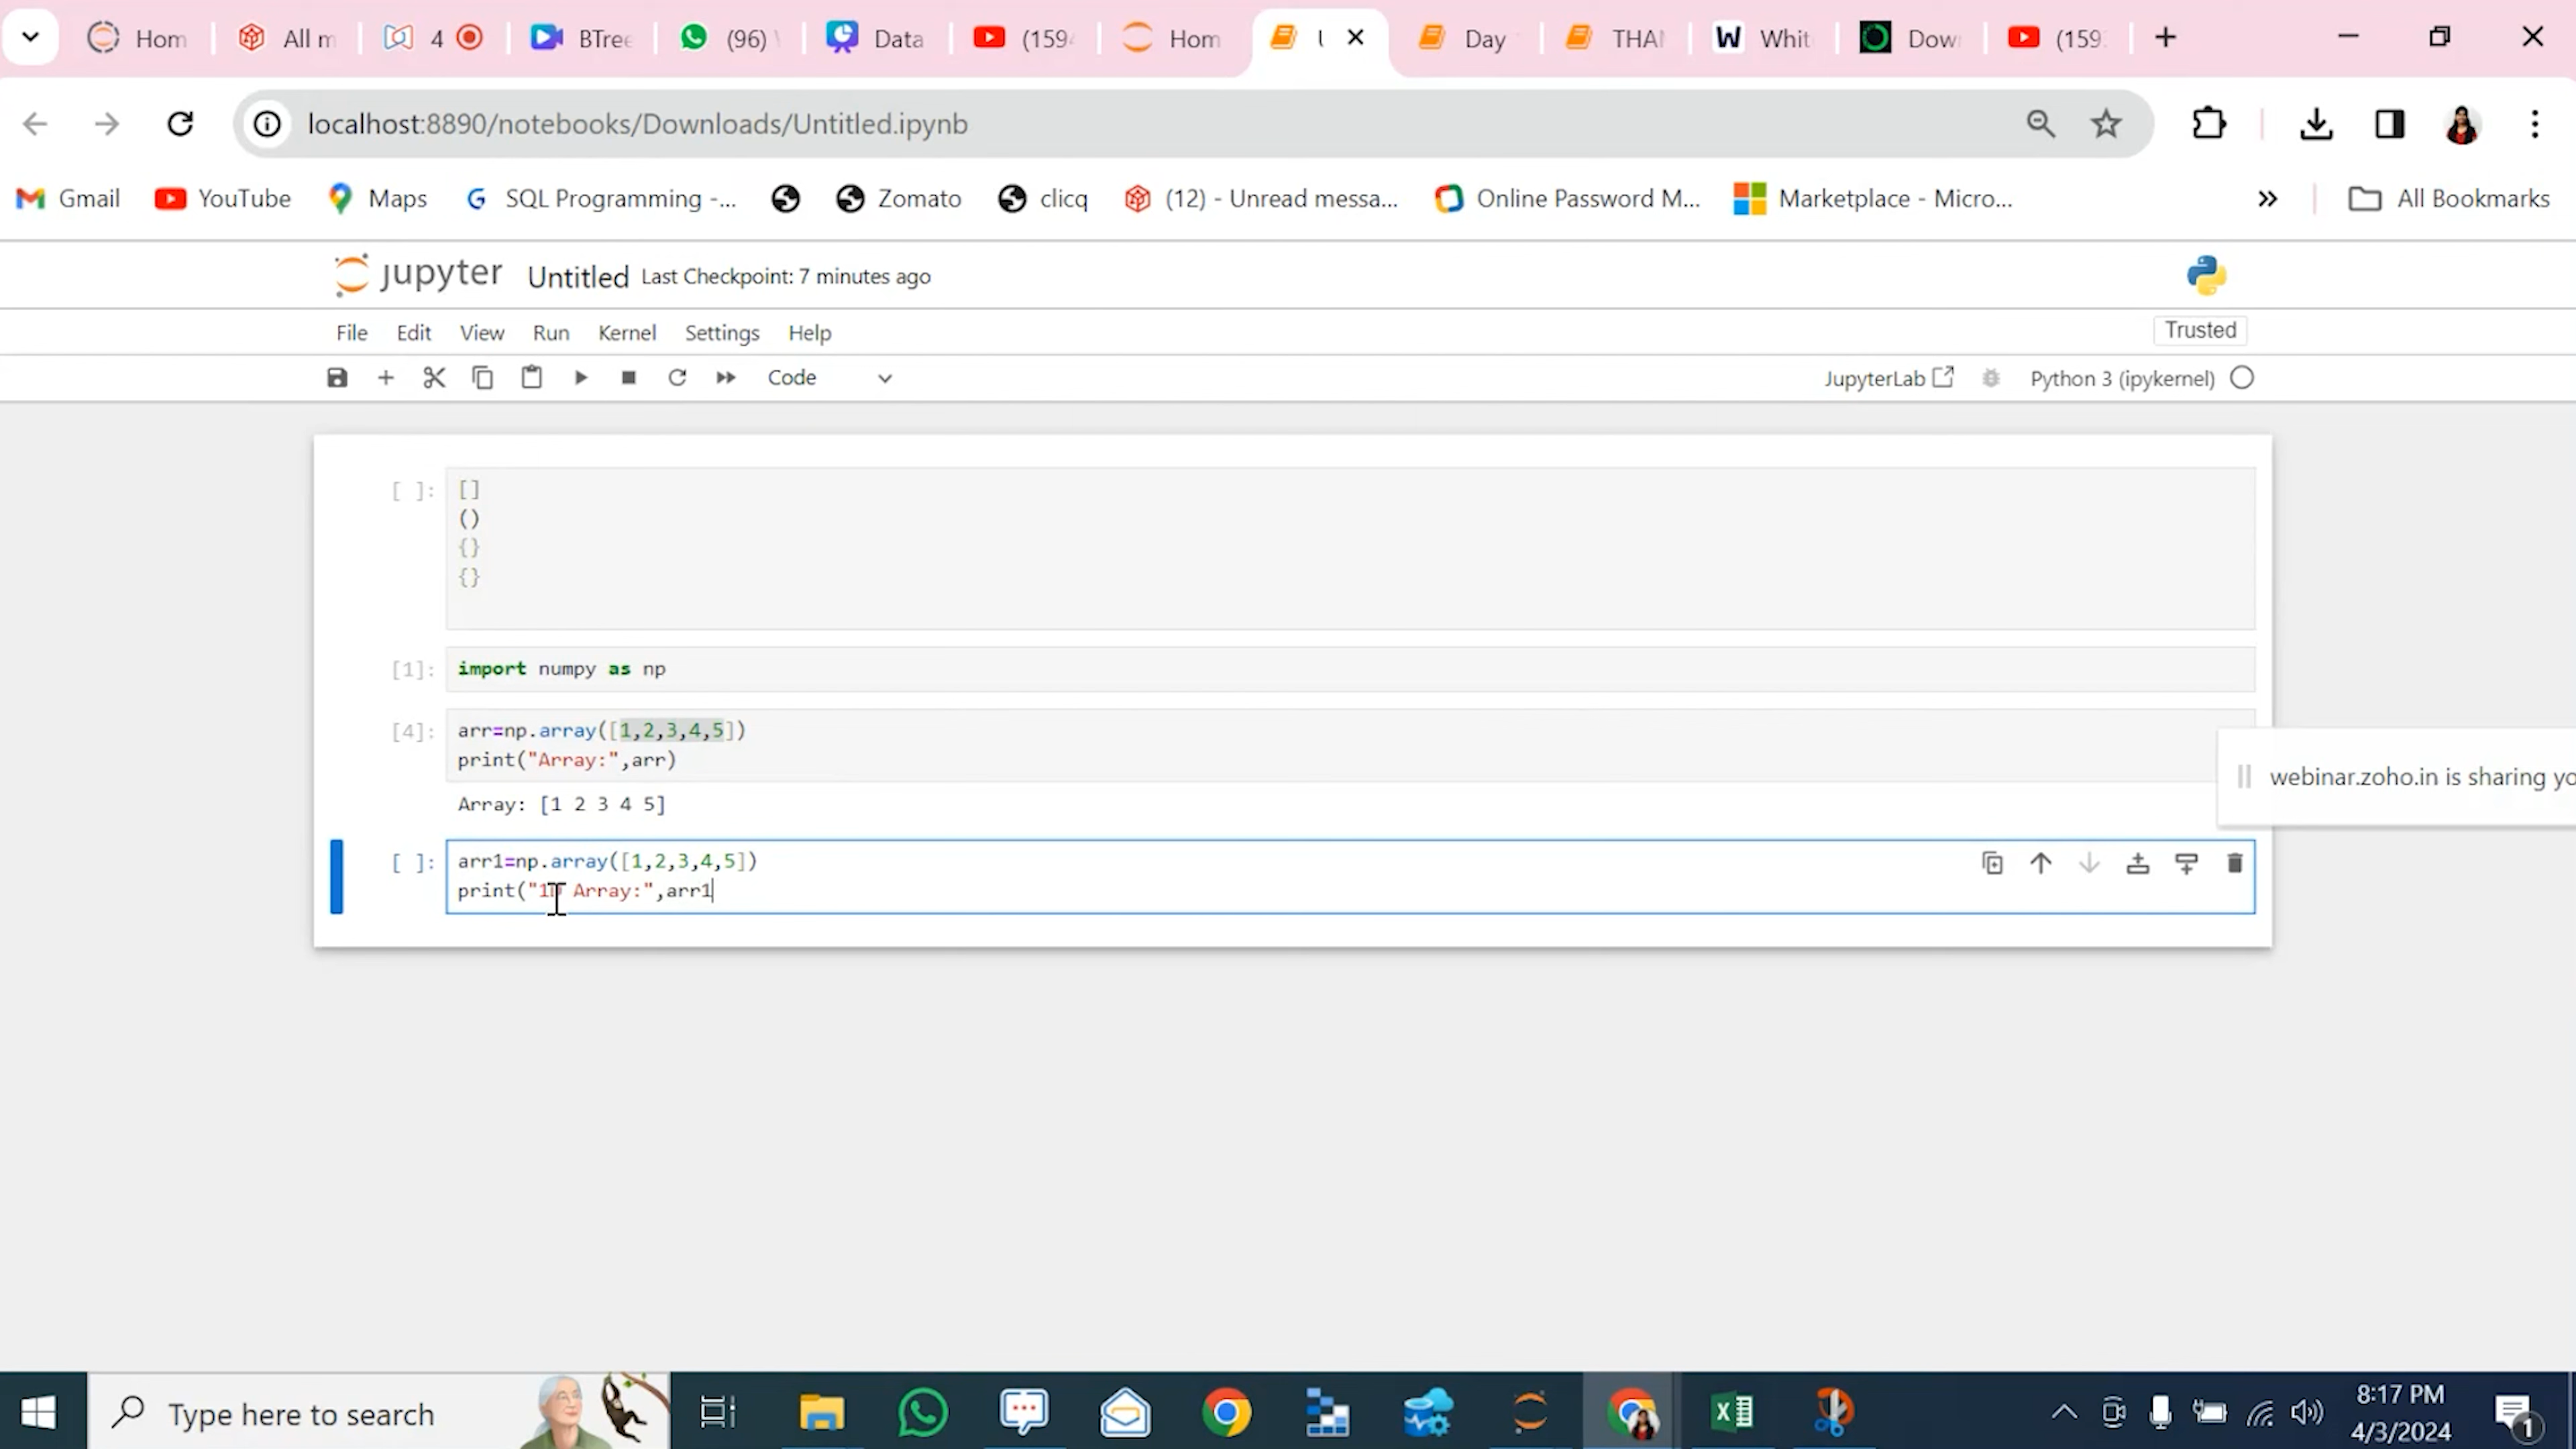 Hom
All m
4
BTree
(96)
Data
(159
Hom
Day
THAN
W Whit
Dow
(159
localhost:8890/notebooks/Downloads/Untitled.ipynb
Gmail
YouTube
Maps
SQL Programming -...
Zomato
clicq
(12) - Unread messa...
Online Password M...
Marketplace - Micro...
All Bookmarks
jupyter Untitled Last Checkpoint: 7 minutes ago
File Edit View Run Kernel Settings Help
Trusted
Code
JupyterLab
Python 3 (ipykernel)
[ ]: []
()
{}
{}
[1]: import numpy as np
[4]: arr=np.array([1,2,3,4,5])
print("Array:",arr)
webinar.zoho.in is sharing yo
Array: [1 2 3 4 5]
[ ]: arr1=np.array([1,2,3,4,5])
print("1D Array:",arr1
Type here to search
8:17 PM
4/3/2024
1